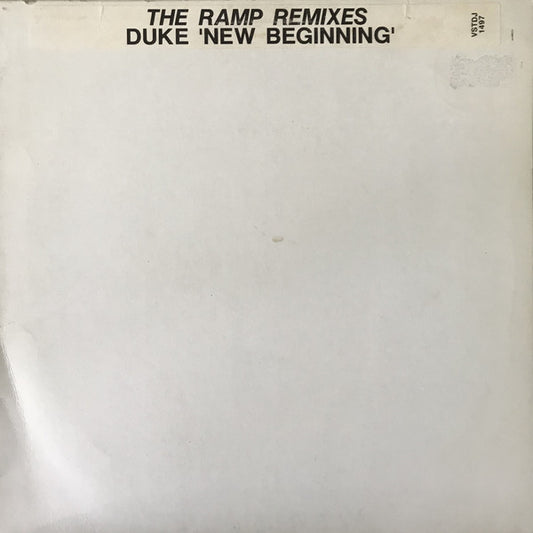 THE RAMP REMIXES
DUKE 'NEW BEGINNING'
VSTDJ
1497